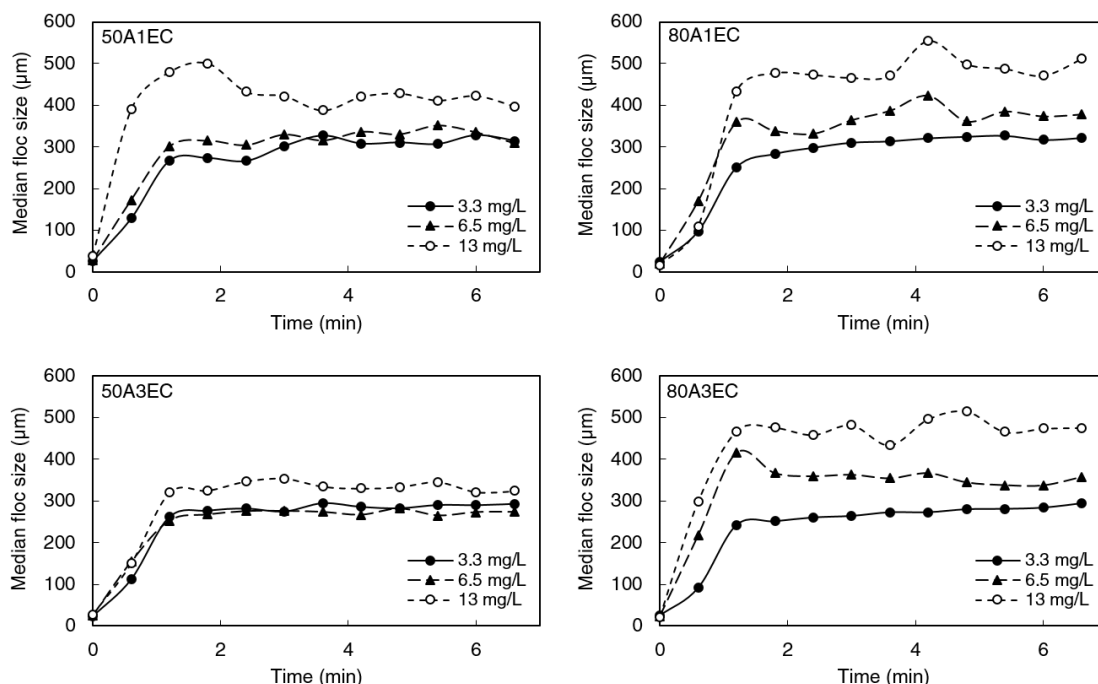 50A1EC
Median floc size (μm)
600
500
400
300
200
100
0
3.3 mg/L
6.5 mg/L
13 mg/L
0 2 4 6
Time (min)
80A1EC
Median floc size (μm)
600
500
400
300
200
100
0
3.3 mg/L
6.5 mg/L
13 mg/L
0 2 4 6
Time (min)
50A3EC
Median floc size (μm)
600
500
400
300
200
100
0
3.3 mg/L
6.5 mg/L
13 mg/L
0 2 4 6
Time (min)
80A3EC
Median floc size (μm)
600
500
400
300
200
100
0
3.3 mg/L
6.5 mg/L
13 mg/L
0 2 4 6
Time (min)